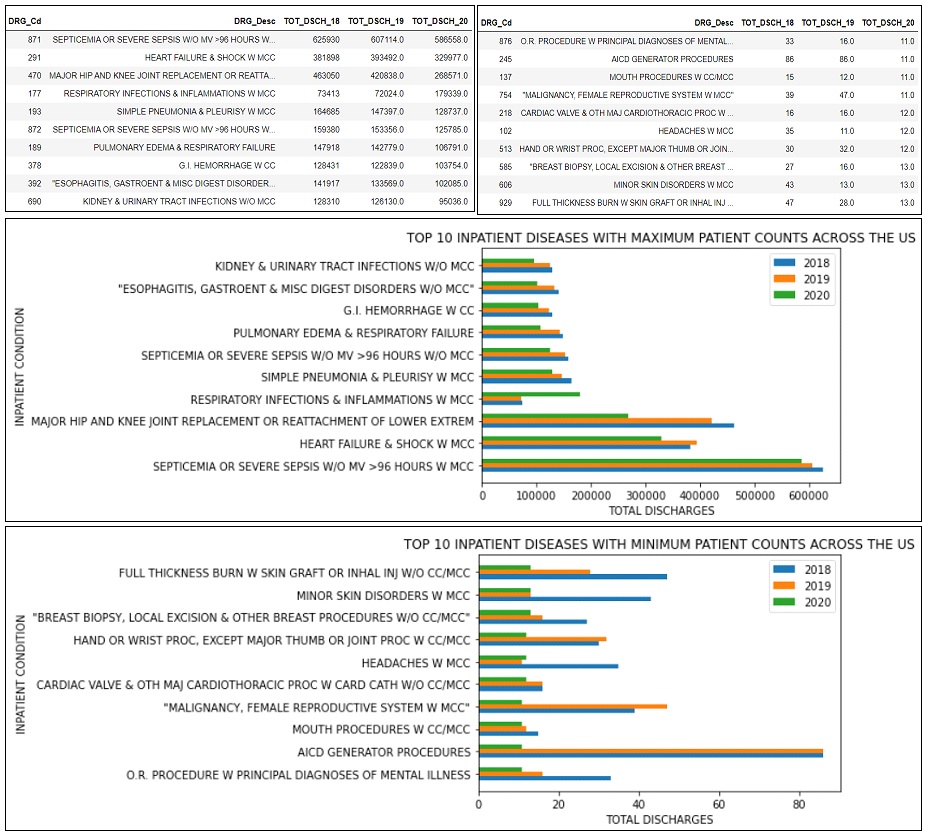 DRG_Cd DRG_Desc TOT_DSCH_18 TOT_DSCH_19 TOT_DSCH_20
871 SEPTICEMIA OR SEVERE SEPSIS W/O MV >96 HOURS W... 625930 607114.0 586558.0
291 HEART FAILURE & SHOCK W MCC 381898 393492.0 329977.0
470 MAJOR HIP AND KNEE JOINT REPLACEMENT OR REATTA... 463050 420838.0 268571.0
177 RESPIRATORY INFECTIONS & INFLAMMATIONS W MCC 73413 72024.0 179339.0
193 SIMPLE PNEUMONIA & PLEURISY W MCC 164685 147397.0 128737.0
872 SEPTICEMIA OR SEVERE SEPSIS W/O MV >96 HOURS W... 159380 153356.0 125785.0
189 PULMONARY EDEMA & RESPIRATORY FAILURE 147918 142779.0 106791.0
378 G.I. HEMORRHAGE W CC 128431 122839.0 103754.0
392 "ESOPHAGITIS, GASTROENT & MISC DIGEST DISORDER... 141917 133569.0 102085.0
690 KIDNEY & URINARY TRACT INFECTIONS W/O MCC 128310 126130.0 95036.0
DRG_Cd DRG_Desc TOT_DSCH_18 TOT_DSCH_19 TOT_DSCH_20
876 O.R. PROCEDURE W PRINCIPAL DIAGNOSES OF MENTAL... 33 16.0 11.0
245 AICD GENERATOR PROCEDURES 86 86.0 11.0
137 MOUTH PROCEDURES W CC/MCC 15 12.0 11.0
754 "MALIGNANCY, FEMALE REPRODUCTIVE SYSTEM W MCC" 39 47.0 11.0
218 CARDIAC VALVE & OTH MAJ CARDIOTHORACIC PROC W ... 16 16.0 12.0
102 HEADACHES W MCC 35 11.0 12.0
513 HAND OR WRIST PROC, EXCEPT MAJOR THUMB OR JOIN... 30 32.0 12.0
585 "BREAST BIOPSY, LOCAL EXCISION & OTHER BREAST ... 27 16.0 13.0
606 MINOR SKIN DISORDERS W MCC 43 13.0 13.0
929 FULL THICKNESS BURN W SKIN GRAFT OR INHAL INJ ... 47 28.0 13.0
TOP 10 INPATIENT DISEASES WITH MAXIMUM PATIENT COUNTS ACROSS THE US
2018
2019
2020
INPATIENT CONDITION
KIDNEY & URINARY TRACT INFECTIONS W/O MCC
"ESOPHAGITIS, GASTROENT & MISC DIGEST DISORDERS W/O MCC"
G.I. HEMORRHAGE W CC
PULMONARY EDEMA & RESPIRATORY FAILURE
SEPTICEMIA OR SEVERE SEPSIS W/O MV >96 HOURS W/O MCC
SIMPLE PNEUMONIA & PLEURISY W MCC
RESPIRATORY INFECTIONS & INFLAMMATIONS W MCC
MAJOR HIP AND KNEE JOINT REPLACEMENT OR REATTACHMENT OF LOWER EXTREM
HEART FAILURE & SHOCK W MCC
SEPTICEMIA OR SEVERE SEPSIS W/O MV >96 HOURS W MCC
0 100000 200000 300000 400000 500000 600000
TOTAL DISCHARGES
TOP 10 INPATIENT DISEASES WITH MINIMUM PATIENT COUNTS ACROSS THE US
2018
2019
2020
INPATIENT CONDITION
FULL THICKNESS BURN W SKIN GRAFT OR INHAL INJ W/O CC/MCC
MINOR SKIN DISORDERS W MCC
"BREAST BIOPSY, LOCAL EXCISION & OTHER BREAST PROCEDURES W/O CC/MCC"
HAND OR WRIST PROC, EXCEPT MAJOR THUMB OR JOINT PROC W CC/MCC
HEADACHES W MCC
CARDIAC VALVE & OTH MAJ CARDIOTHORACIC PROC W CARD CATH W/O CC/MCC
"MALIGNANCY, FEMALE REPRODUCTIVE SYSTEM W MCC"
MOUTH PROCEDURES W CC/MCC
AICD GENERATOR PROCEDURES
O.R. PROCEDURE W PRINCIPAL DIAGNOSES OF MENTAL ILLNESS
0 20 40 60 80
TOTAL DISCHARGES